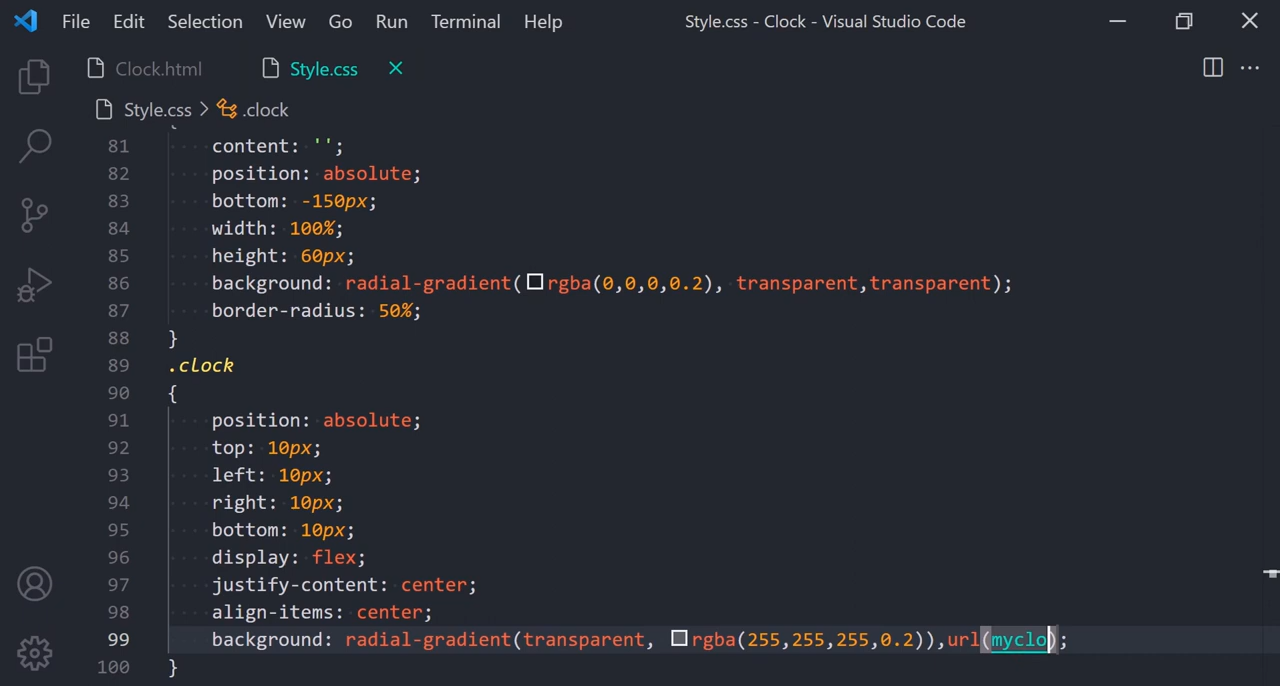 File Edit Selection View Go Run Terminal Help Style.css - Clock - Visual Studio Code
Clock.html Style.css
Style.css > .clock
{
81 content: '';
82 position: absolute;
83 bottom: -150px;
84 width: 100%;
85 height: 60px;
86 background: radial-gradient(rgba(0,0,0,0.2), transparent,transparent);
87 border-radius: 50%;
88 }
89 .clock
90 {
91 position: absolute;
92 top: 10px;
93 left: 10px;
94 right: 10px;
95 bottom: 10px;
96 display: flex;
97 justify-content: center;
98 align-items: center;
99 background: radial-gradient(transparent, rgba(255,255,255,0.2)),url(myclo);
100 }